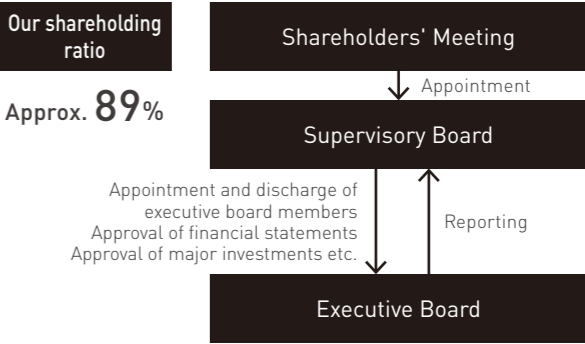 Our shareholding
ratio
Approx. 89%
Shareholders' Meeting
Appointment
Supervisory Board
Appointment and discharge of
executive board members
Approval of financial statements
Approval of major investments etc.
Reporting
Executive Board